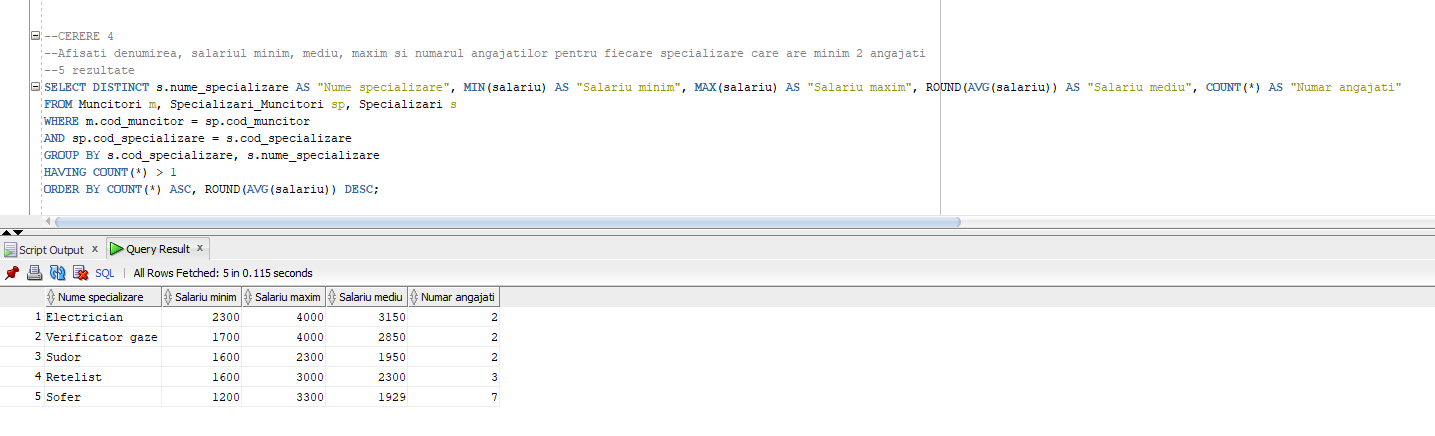 --CERERE 4
--Afisati denumirea, salariul minim, mediu, maxim si numarul angajatilor pentru fiecare specializare care are minim 2 angajati
--5 rezultate
SELECT DISTINCT s.nume_specializare AS "Nume specializare", MIN(salariu) AS "Salariu minim", MAX(salariu) AS "Salariu maxim", ROUND(AVG(salariu)) AS "Salariu mediu", COUNT(*) AS "Numar angajati"
FROM Muncitori m, Specializari_Muncitori sp, Specializari s
WHERE m.cod_muncitor = sp.cod_muncitor
AND sp.cod_specializare = s.cod_specializare
GROUP BY s.cod_specializare, s.nume_specializare
HAVING COUNT(*) > 1
ORDER BY COUNT(*) ASC, ROUND(AVG(salariu)) DESC;
Script Output x Query Result x
SQL | All Rows Fetched: 5 in 0.115 seconds
Nume specializare Salariu minim Salariu maxim Salariu mediu Numar angajati
1 Electrician 2300 4000 3150 2
2 Verificator gaze 1700 4000 2850 2
3 Sudor 1600 2300 1950 2
4 Retelist 1600 3000 2300 3
5 Sofer 1200 3300 1929 7